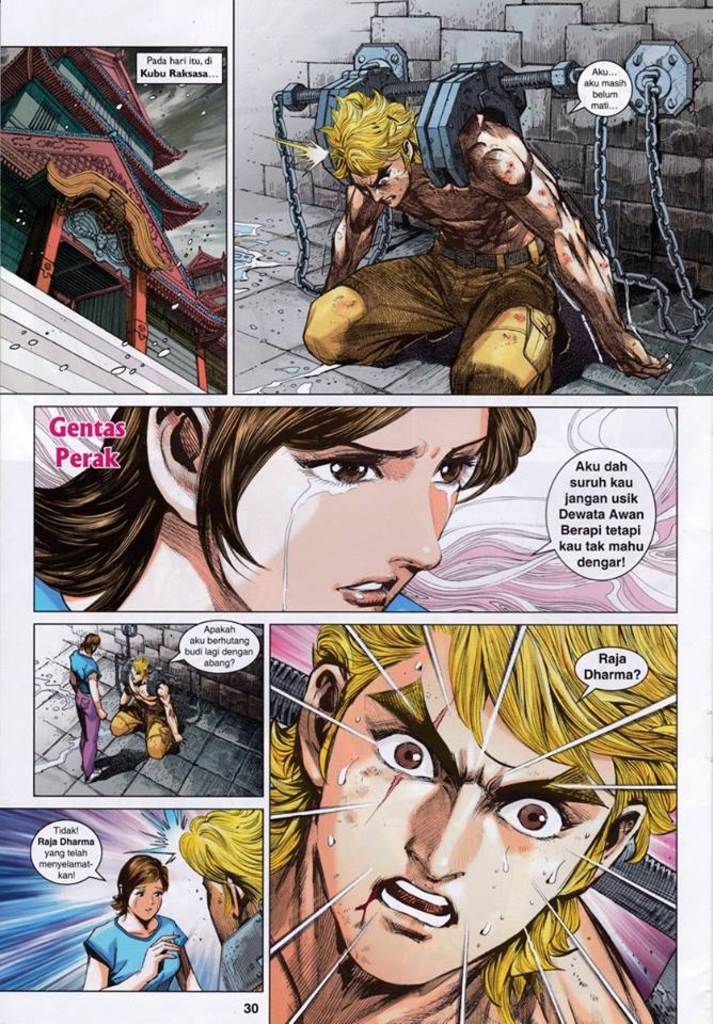 Pada hari itu, di
Kubu Raksasa...
Aku...
aku masih
belum
mati...
Gentas
Perak
Aku dah
suruh kau
jangan usik
Dewata Awan
Berapi tetapi
kau tak mahu
dengar!
Apakah
aku berhutang
budi lagi dengan
abang?
Raja
Dharma?
Tidak!
Raja Dharma
yang telah
menyelamat-
kan!
30